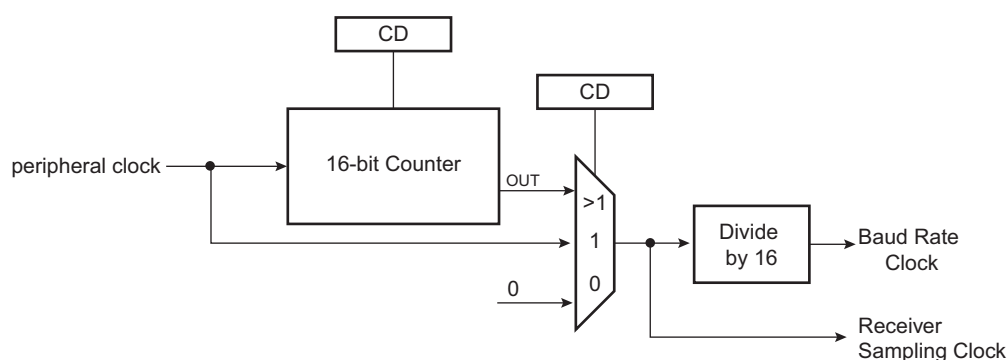 CD
CD
peripheral clock
16-bit Counter
OUT
>1
1
0
0
Divide
by 16
Baud Rate
Clock
Receiver
Sampling Clock